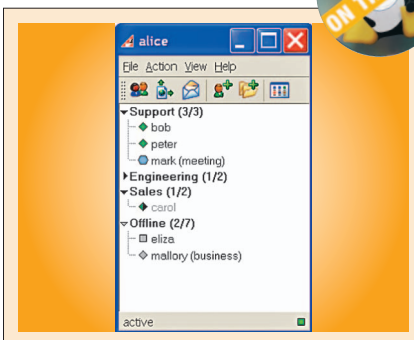 ON
alice
File Action View Help
Support (3/3)
bob
peter
mark (meeting)
Engineering (1/2)
Sales (1/2)
carol
Offline (2/7)
eliza
mallory (business)
active